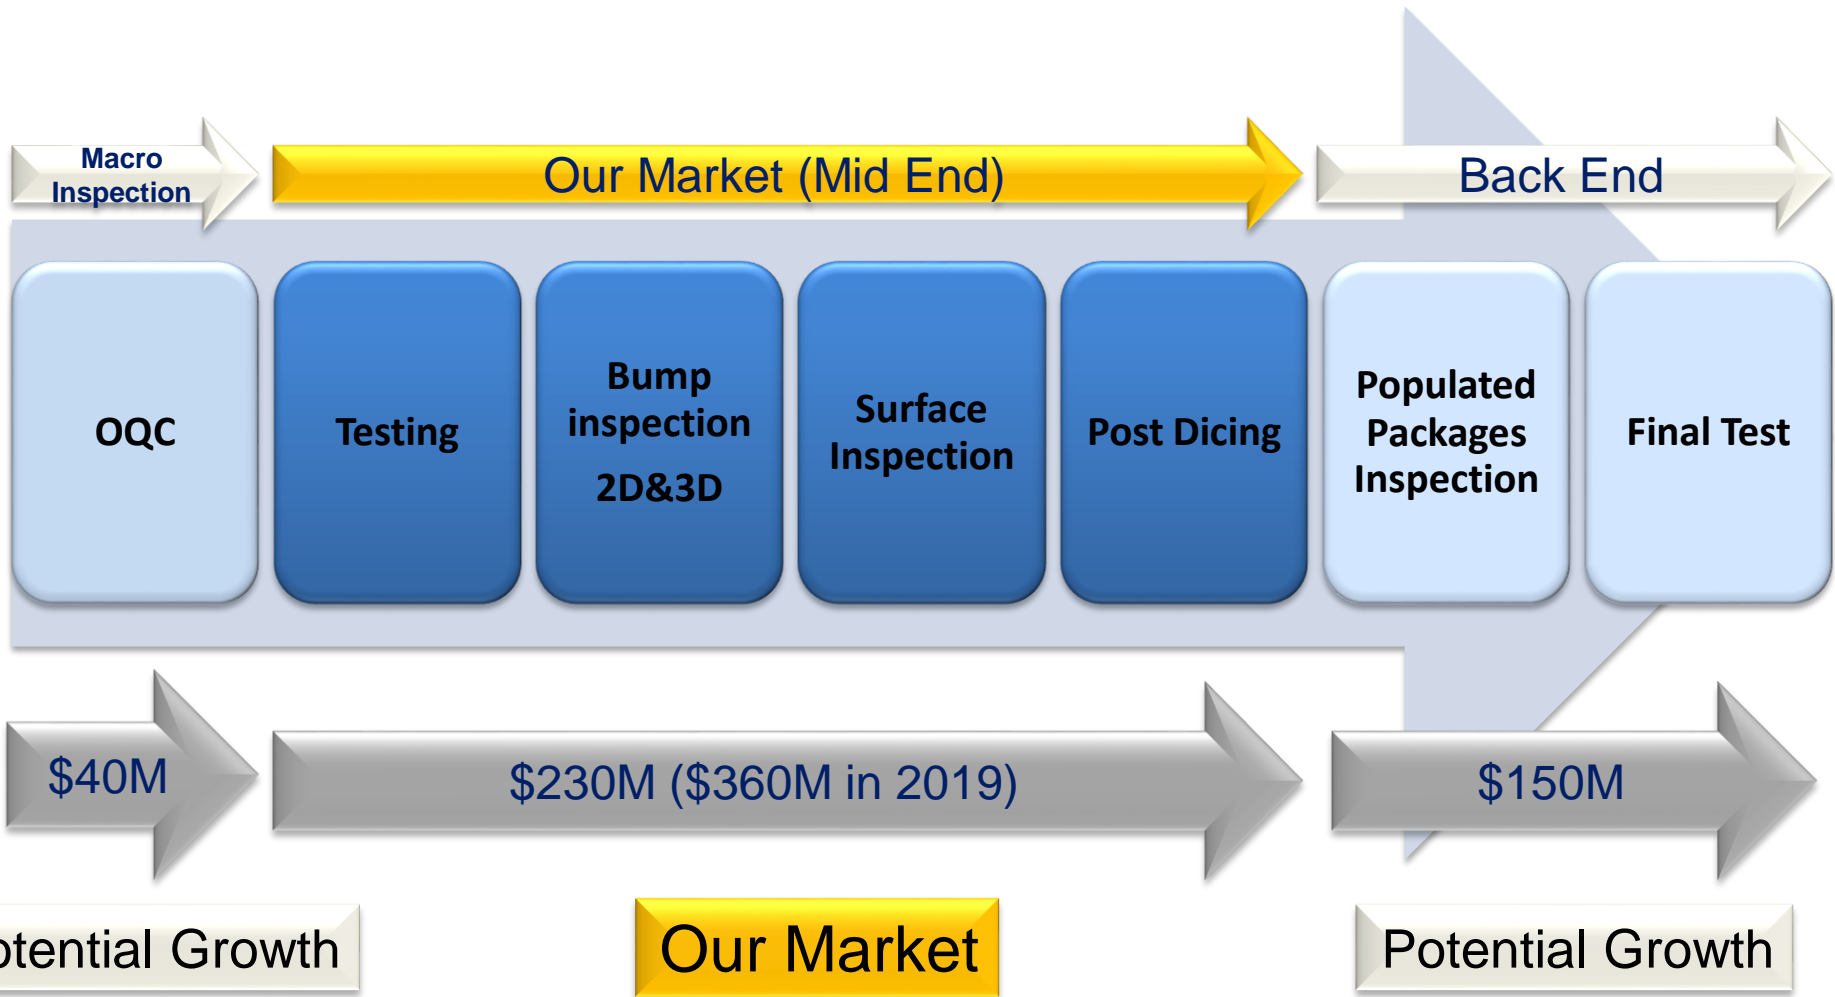 Macro
Inspection
Our Market (Mid End)
Back End
OQC
Testing
Bump
inspection
2D&3D
Surface
Inspection
Post Dicing
Populated
Packages
Inspection
Final Test
$40M
$230M ($360M in 2019)
$150M
otential Growth
Our Market
Potential Growth